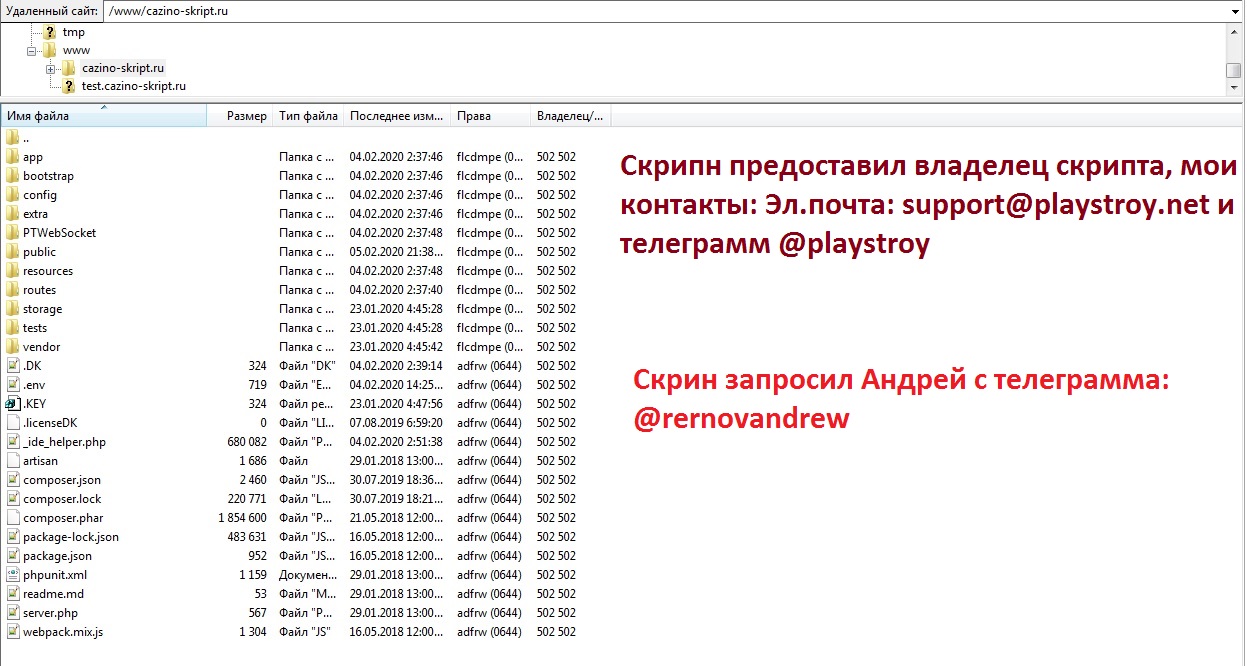 Удаленный сайт: /www/cazino-skript.ru
tmp
www
cazino-skript.ru
test.cazino-skript.ru
Имя файла Размер Тип файла Последнее изм... Права Владелец/...
..
app Папка с ... 04.02.2020 2:37:46 flcdmpe (0... 502 502
bootstrap Папка с ... 04.02.2020 2:37:46 flcdmpe (0... 502 502
config Папка с ... 04.02.2020 2:37:46 flcdmpe (0... 502 502
extra Папка с ... 04.02.2020 2:37:46 flcdmpe (0... 502 502
PTWebSocket Папка с ... 04.02.2020 2:37:48 flcdmpe (0... 502 502
public Папка с ... 05.02.2020 21:38... flcdmpe (0... 502 502
resources Папка с ... 04.02.2020 2:37:48 flcdmpe (0... 502 502
routes Папка с ... 04.02.2020 2:37:40 flcdmpe (0... 502 502
storage Папка с ... 23.01.2020 4:45:28 flcdmpe (0... 502 502
tests Папка с ... 23.01.2020 4:45:28 flcdmpe (0... 502 502
vendor Папка с ... 23.01.2020 4:45:42 flcdmpe (0... 502 502
.DK 324 Файл "DK" 04.02.2020 2:39:14 adfrw (0644) 502 502
.env 719 Файл "E... 04.02.2020 14:25... adfrw (0644) 502 502
.KEY 324 Файл ре... 23.01.2020 4:47:56 adfrw (0644) 502 502
.licenseDK 0 Файл "LI... 07.08.2019 6:59:20 adfrw (0644) 502 502
_ide_helper.php 680 082 Файл "P... 04.02.2020 2:51:38 adfrw (0644) 502 502
artisan 1 686 Файл 29.01.2018 13:00... adfrw (0644) 502 502
composer.json 2 460 Файл "JS... 30.07.2019 18:36... adfrw (0644) 502 502
composer.lock 220 771 Файл "L... 30.07.2019 18:21... adfrw (0644) 502 502
composer.phar 1 854 600 Файл "P... 21.05.2018 12:00... adfrw (0644) 502 502
package-lock.json 483 631 Файл "JS... 16.05.2018 12:00... adfrw (0644) 502 502
package.json 952 Файл "JS... 16.05.2018 12:00... adfrw (0644) 502 502
phpunit.xml 1 159 Докумен... 29.01.2018 13:00... adfrw (0644) 502 502
readme.md 53 Файл "M... 29.01.2018 13:00... adfrw (0644) 502 502
server.php 567 Файл "P... 29.01.2018 13:00... adfrw (0644) 502 502
webpack.mix.js 1 304 Файл "JS" 16.05.2018 12:00... adfrw (0644) 502 502
Скрипн предоставил владелец скрипта, мои
контакты: Эл.почта: support@playstroy.net и
телеграмм @playstroy
Скрин запросил Андрей с телеграмма:
@rernovandrew